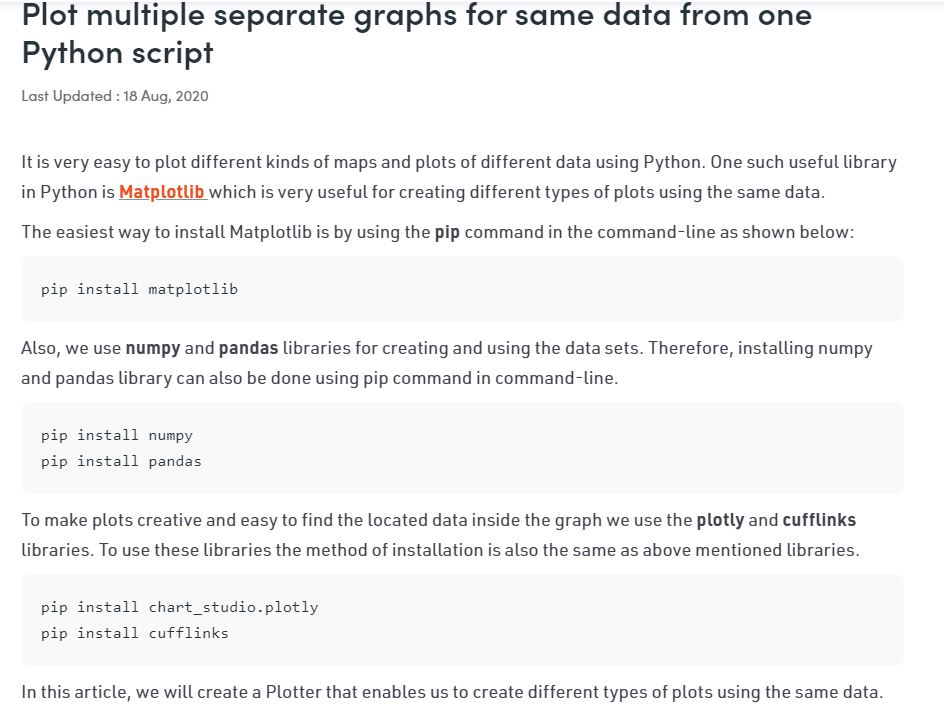 Plot multiple separate graphs for same data from one
Python script
Last Updated : 18 Aug, 2020
It is very easy to plot different kinds of maps and plots of different data using Python. One such useful library
in Python is Matplotlib which is very useful for creating different types of plots using the same data.
The easiest way to install Matplotlib is by using the pip command in the command-line as shown below:
pip install matplotlib
Also, we use numpy and pandas libraries for creating and using the data sets. Therefore, installing numpy
and pandas library can also be done using pip command in command-line.
pip install numpy
pip install pandas
To make plots creative and easy to find the located data inside the graph we use the plotly and cufflinks
libraries. To use these libraries the method of installation is also the same as above mentioned libraries.
pip install chart_studio.plotly
pip install cufflinks
In this article, we will create a Plotter that enables us to create different types of plots using the same data.